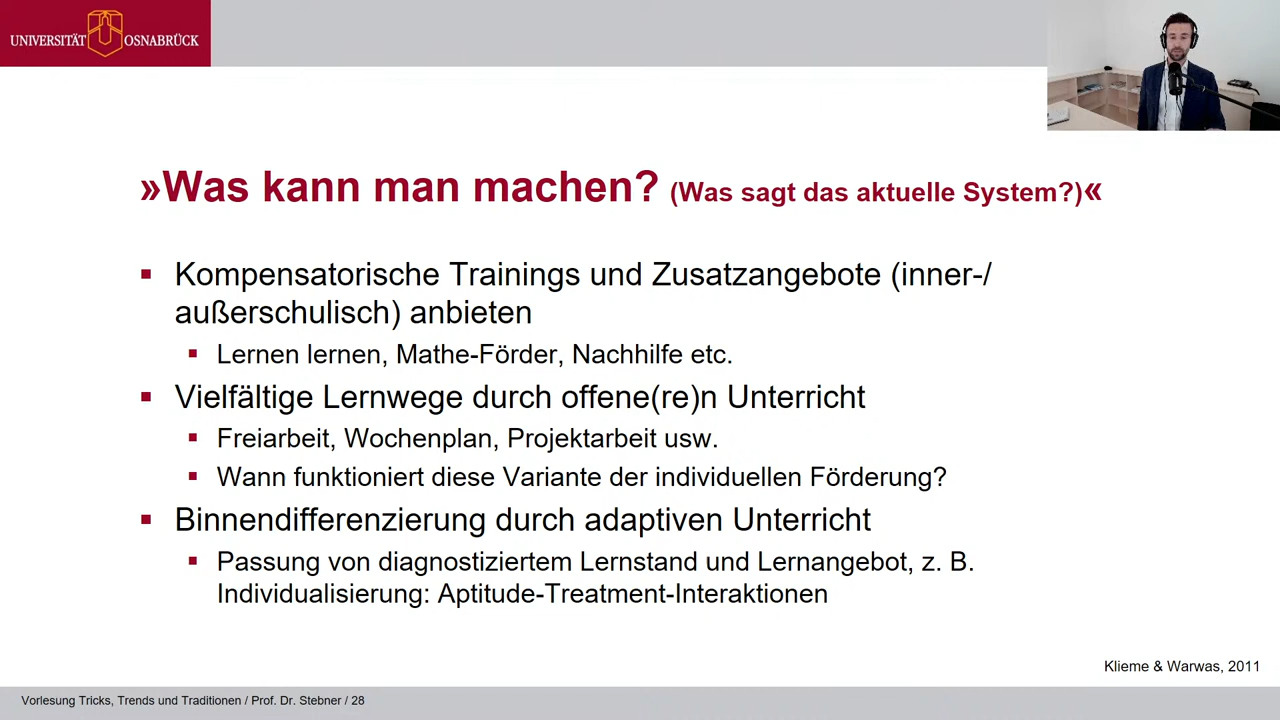 UNIVERSITÄT OSNABRÜCK
»Was kann man machen? (Was sagt das aktuelle System?)«
▪ Kompensatorische Trainings und Zusatzangebote (inner-/
außerschulisch) anbieten
▪ Lernen lernen, Mathe-Förder, Nachhilfe etc.
▪ Vielfältige Lernwege durch offene(re)n Unterricht
▪ Freiarbeit, Wochenplan, Projektarbeit usw.
▪ Wann funktioniert diese Variante der individuellen Förderung?
▪ Binnendifferenzierung durch adaptiven Unterricht
▪ Passung von diagnostiziertem Lernstand und Lernangebot, z. B.
Individualisierung: Aptitude-Treatment-Interaktionen
Klieme & Warwas, 2011
Vorlesung Tricks, Trends und Traditionen / Prof. Dr. Stebner / 28